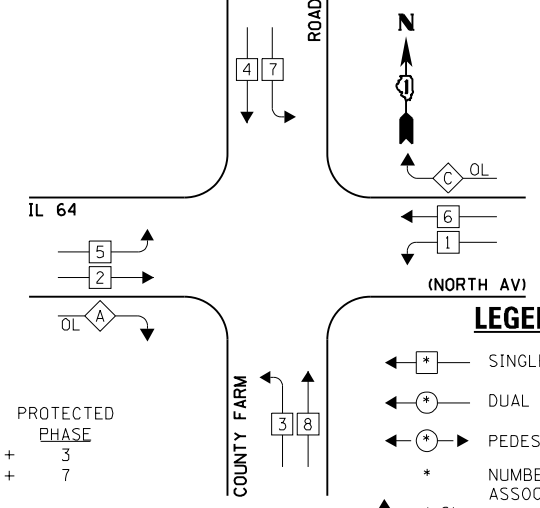 ROAD
N
4 7
C OL
IL 64
6
5
1
2
(NORTH AV)
OL A
LEGE
* SINGL
3 8
* DUAL
COUNTY FARM
PROTECTED
PHASE
* PEDES
+ 3
+ 7
* NUMBE
ASSOC